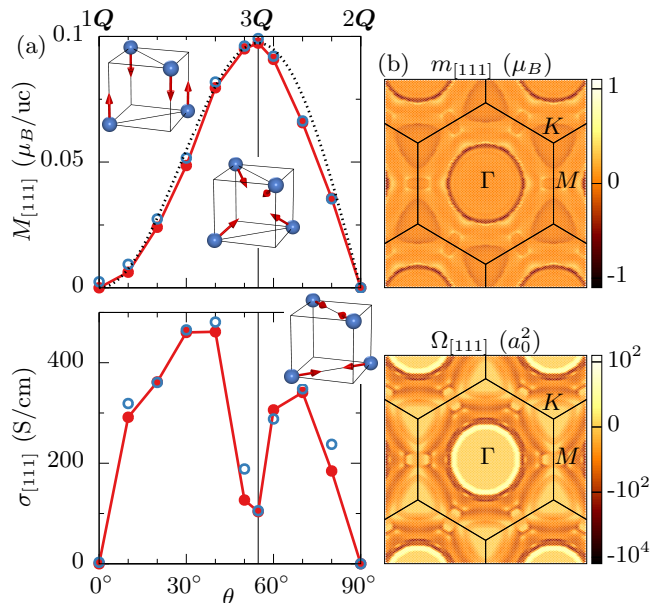 1Q 3Q 2Q
(a)
0.1
0.05
0
M[111] (μB/uc)
400
200
0
σ[111] (S/cm)
0° 30° 60° 90°
θ
(b) m[111] (μB)
K
Γ M
1
0
-1
Ω[111] (a₀²)
K
Γ M
10²
0
-10²
-10⁴